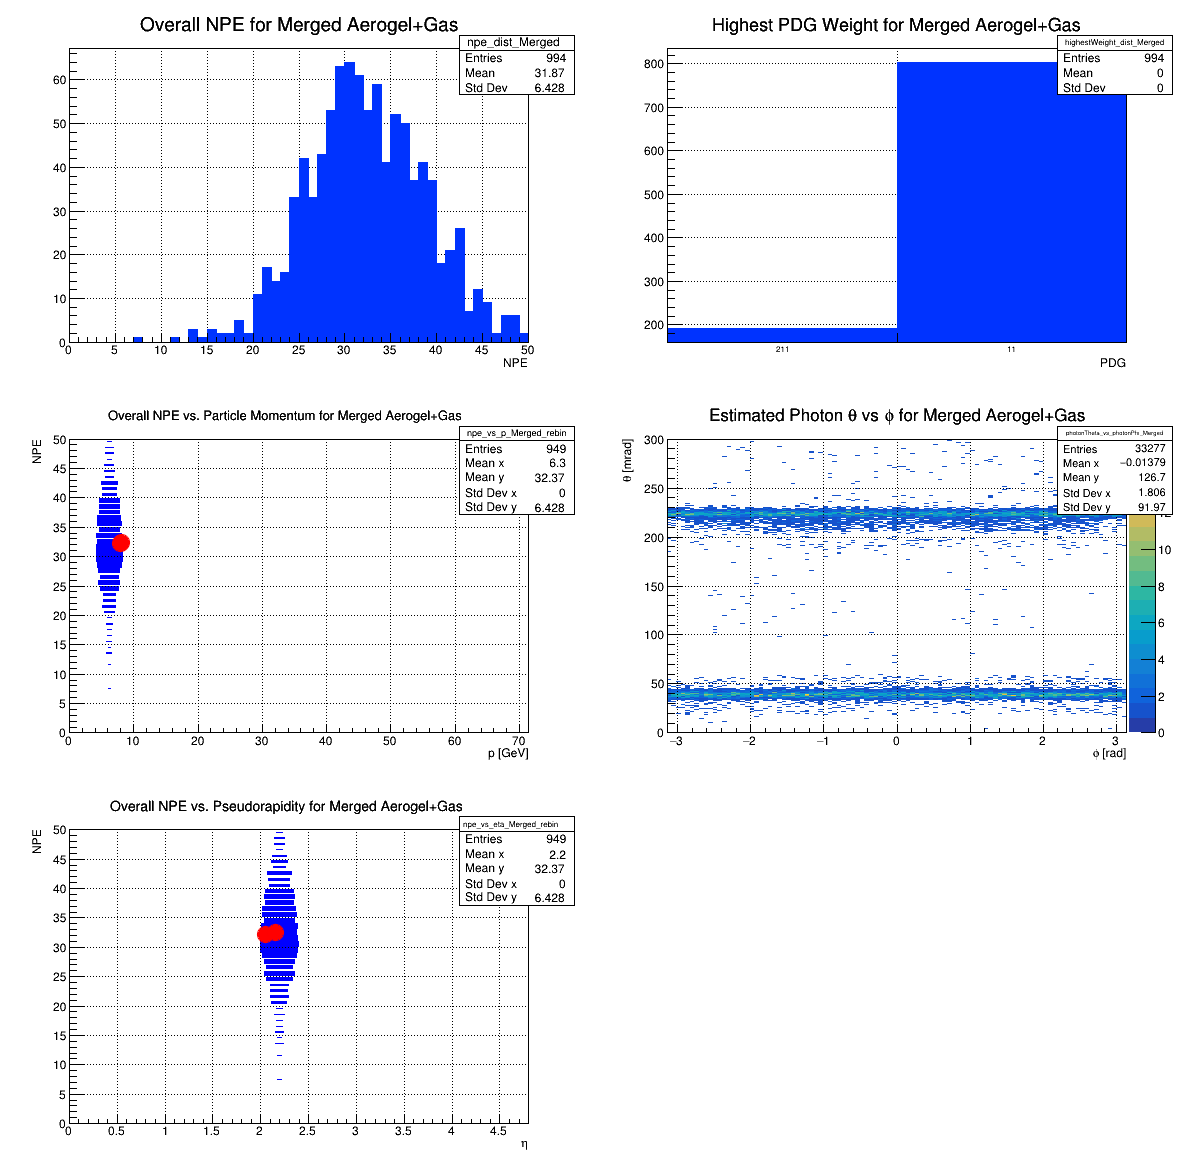 Overall NPE for Merged Aerogel+Gas
npe_dist_Merged
Entries 994
Mean 31.87
Std Dev 6.428
60
50
40
30
20
10
0
0 5 10 15 20 25 30 35 40 45 50
NPE
Highest PDG Weight for Merged Aerogel+Gas
highestWeight_dist_Merged
Entries 994
Mean 0
Std Dev 0
800
700
600
500
400
300
200
211 11
PDG
Overall NPE vs. Particle Momentum for Merged Aerogel+Gas
npe_vs_p_Merged_rebin
Entries 949
Mean x 6.3
Mean y 32.37
Std Dev x 0
Std Dev y 6.428
NPE
50
45
40
35
30
25
20
15
10
5
0
0 10 20 30 40 50 60 70
p [GeV]
Estimated Photon θ vs ϕ for Merged Aerogel+Gas
photonTheta_vs_photonPhi_Merged
Entries 33277
Mean x −0.01379
Mean y 126.7
Std Dev x 1.806
Std Dev y 91.97
θ [mrad]
300
250
200
150
100
50
0
−3 −2 −1 0 1 2 3
ϕ [rad]
10
8
6
4
2
0
Overall NPE vs. Pseudorapidity for Merged Aerogel+Gas
npe_vs_eta_Merged_rebin
Entries 949
Mean x 2.2
Mean y 32.37
Std Dev x 0
Std Dev y 6.428
NPE
50
45
40
35
30
25
20
15
10
5
0
0 0.5 1 1.5 2 2.5 3 3.5 4 4.5
η